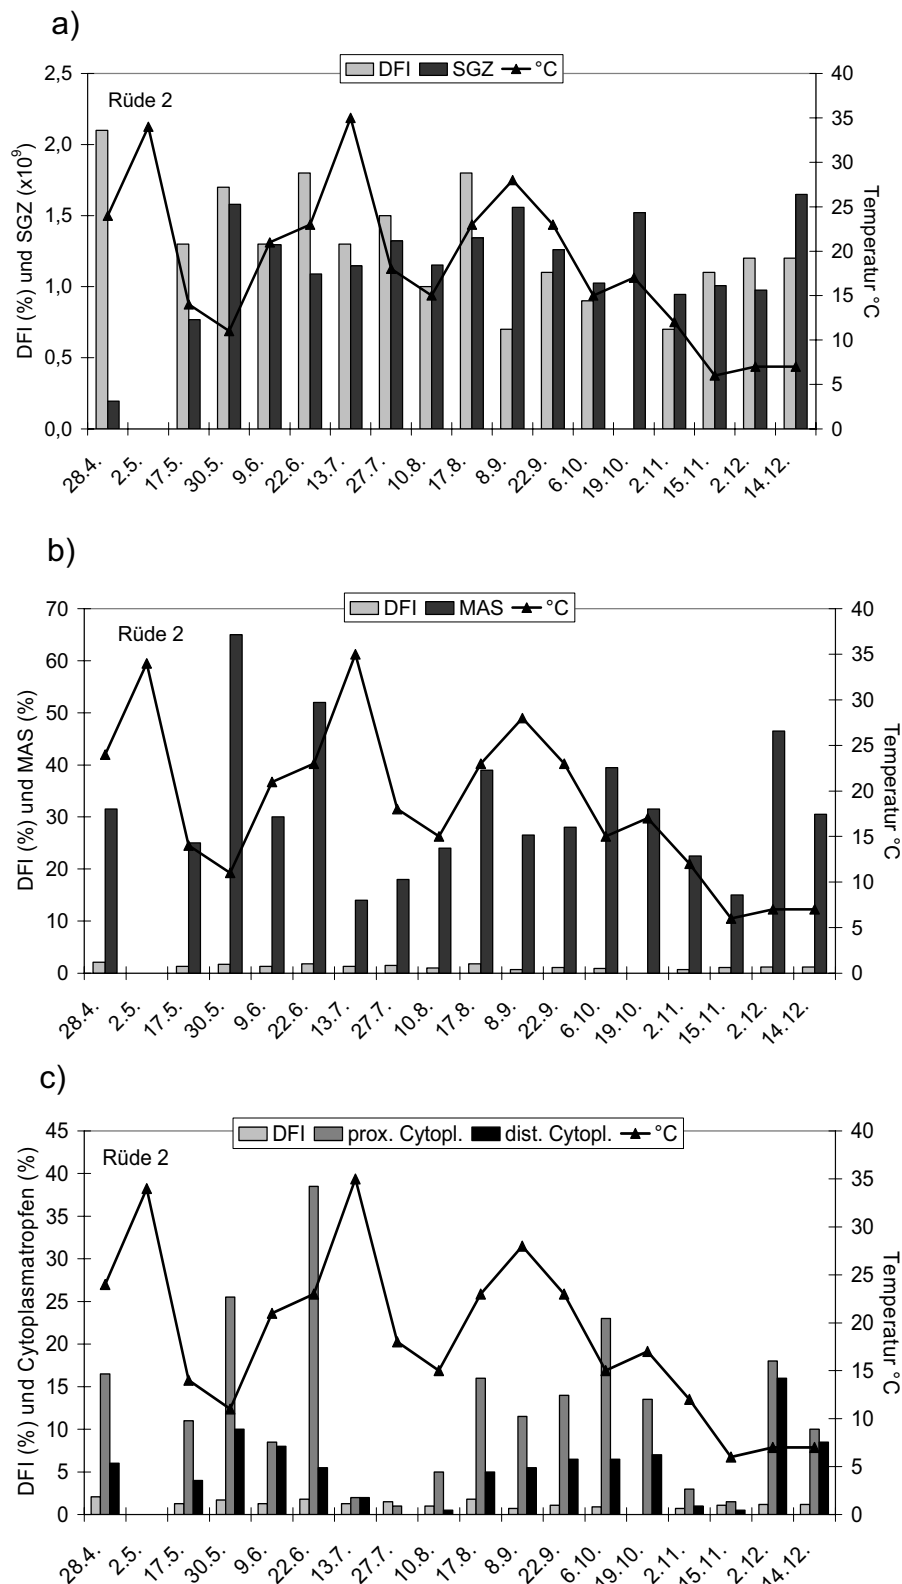 a)
DFI SGZ °C
Rüde 2
DFI (%) und SGZ (x10⁹)
2,5
2,0
1,5
1,0
0,5
0,0
Temperatur °C
40
35
30
25
20
15
10
5
0
28.4. 2.5. 17.5. 30.5. 9.6. 22.6. 13.7. 27.7. 10.8. 17.8. 8.9. 22.9. 6.10. 19.10. 2.11. 15.11. 2.12. 14.12.
b)
DFI MAS °C
Rüde 2
DFI (%) und MAS (%)
70
60
50
40
30
20
10
0
Temperatur °C
40
35
30
25
20
15
10
5
0
28.4. 2.5. 17.5. 30.5. 9.6. 22.6. 13.7. 27.7. 10.8. 17.8. 8.9. 22.9. 6.10. 19.10. 2.11. 15.11. 2.12. 14.12.
c)
DFI prox. Cytopl. dist. Cytopl. °C
Rüde 2
DFI (%) und Cytoplasmatropfen (%)
45
40
35
30
25
20
15
10
5
0
Temperatur °C
40
35
30
25
20
15
10
5
0
28.4. 2.5. 17.5. 30.5. 9.6. 22.6. 13.7. 27.7. 10.8. 17.8. 8.9. 22.9. 6.10. 19.10. 2.11. 15.11. 2.12. 14.12.